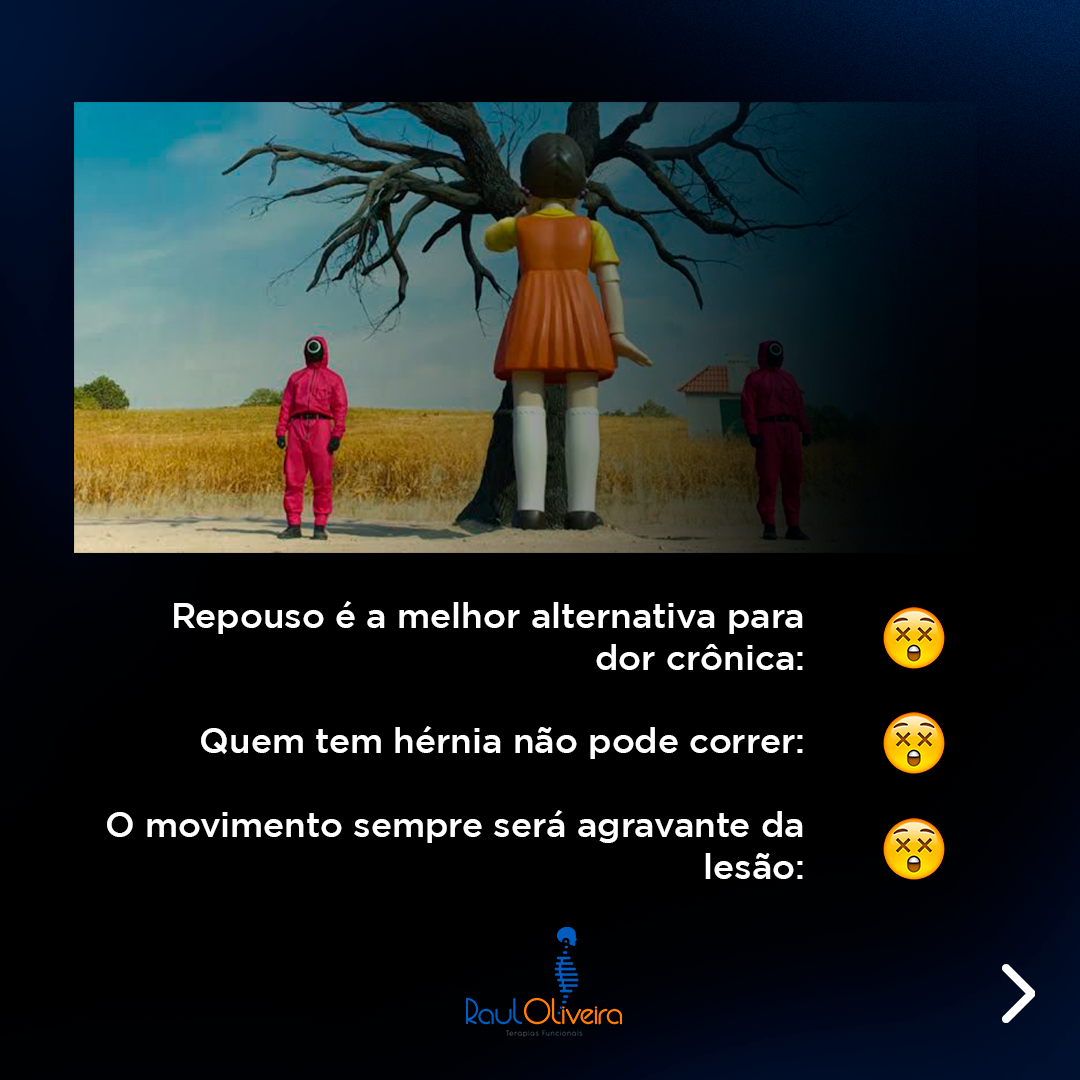 Repouso é a melhor alternativa para
dor crônica:
Quem tem hérnia não pode correr:
O movimento sempre será agravante da
lesão:
RaulOliveira
Terapias Funcionais